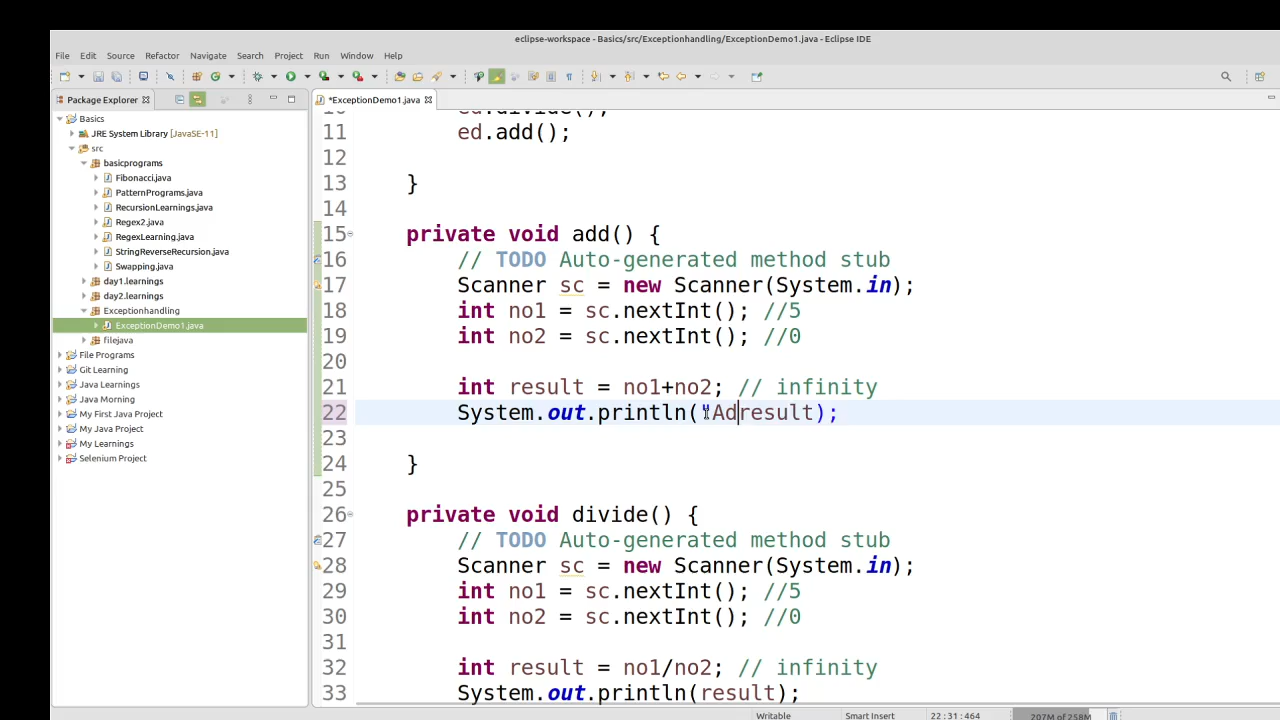 eclipse-workspace - Basics/src/Exceptionhandling/ExceptionDemo1.java - Eclipse IDE
File Edit Source Refactor Navigate Search Project Run Window Help
Package Explorer
Basics
JRE System Library [JavaSE-11]
src
basicprograms
Fibonacci.java
PatternPrograms.java
RecursionLearnings.java
Regex2.java
RegexLearning.java
StringReverseRecursion.java
Swapping.java
day1.learnings
day2.learnings
Exceptionhandling
ExceptionDemo1.java
filejava
File Programs
Git Learning
Java Learnings
Java Morning
My First Java Project
My Java Project
My Learnings
Selenium Project
*ExceptionDemo1.java
10 ed.divide();
11 ed.add();
12
13 }
14
15 private void add() {
16 // TODO Auto-generated method stub
17 Scanner sc = new Scanner(System.in);
18 int no1 = sc.nextInt(); //5
19 int no2 = sc.nextInt(); //0
20
21 int result = no1+no2; // infinity
22 System.out.println("Adresult);
23
24 }
25
26 private void divide() {
27 // TODO Auto-generated method stub
28 Scanner sc = new Scanner(System.in);
29 int no1 = sc.nextInt(); //5
30 int no2 = sc.nextInt(); //0
31
32 int result = no1/no2; // infinity
33 System.out.println(result);
Writable Smart Insert 22:31:464 207M of 258M